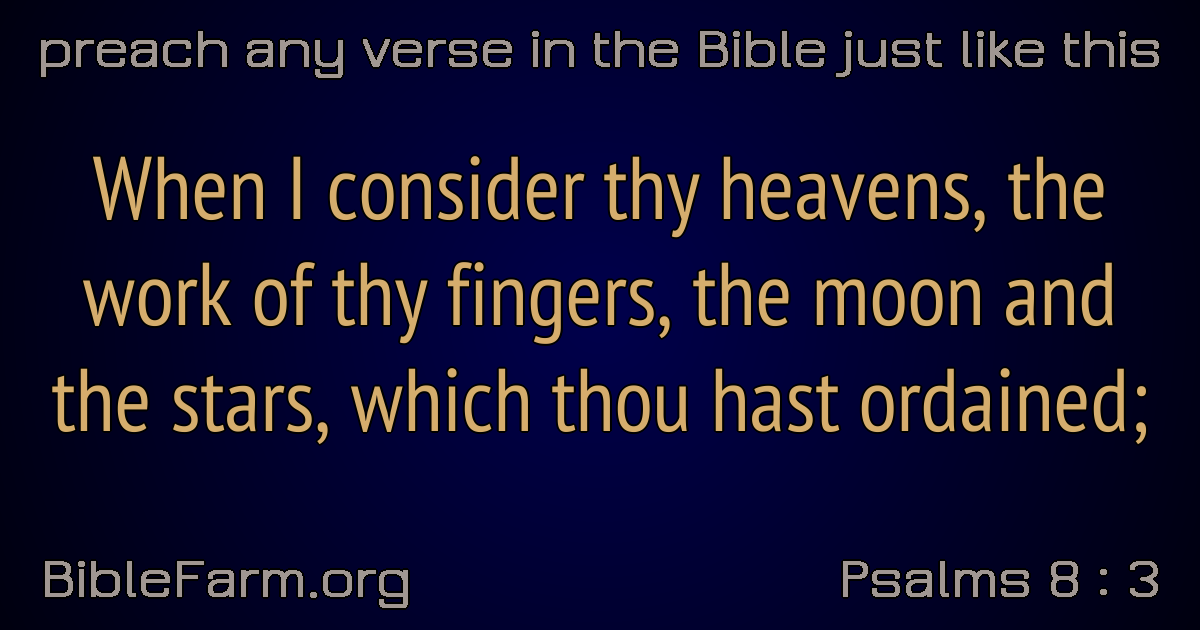 preach any verse in the Bible just like this
When I consider thy heavens, the
work of thy fingers, the moon and
the stars, which thou hast ordained;
BibleFarm.org
Psalms 8 : 3